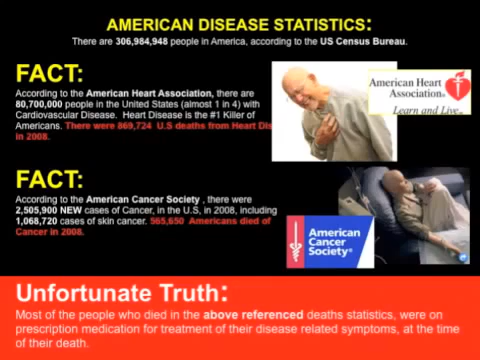 AMERICAN DISEASE STATISTICS:
There are 306,984,948 people in America, according to the US Census Bureau.
FACT:
According to the American Heart Association, there are
80,700,000 people in the United States (almost 1 in 4) with
Cardiovascular Disease. Heart Disease is the #1 Killer of
Americans. There were 869,724 U.S deaths from Heart Dis
in 2008.
American Heart
Association®
Learn and Live
FACT:
According to the American Cancer Society , there were
2,505,900 NEW cases of Cancer, in the U.S, in 2008, including
1,068,720 cases of skin cancer. 565,650 Americans died of
Cancer in 2008.
American
Cancer
Society®
Unfortunate Truth:
Most of the people who died in the above referenced deaths statistics, were on
prescription medication for treatment of their disease related symptoms, at the time
of their death.